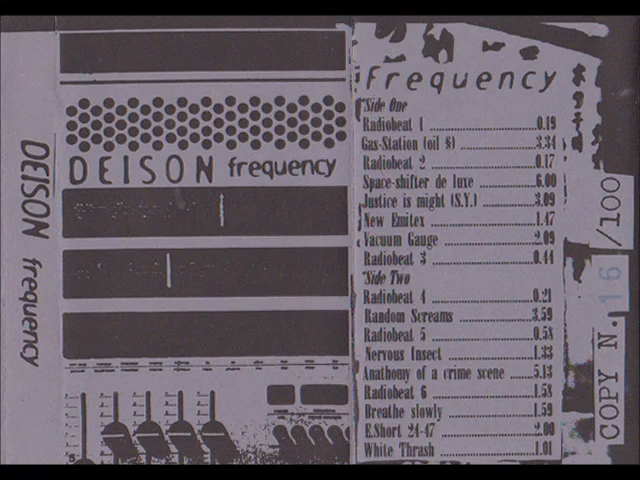 DEISON frequency
DEISON frequency
Frequency
"Side One
Radiobeat 1 0.19
Gas-Station (oil 8) 3.34
Radiobeat 2 0.17
Space-shifter de luxe 6.00
Justice is might (S.Y.) 3.09
New Emitex 1.47
Vacuum Gauge 2.09
Radiobeat 3 0.44
"Side Two
Radiobeat 4 0.21
Random Screams 3.59
Radiobeat 5 0.58
Nervous Insect 1.33
Anathomy of a crime scene 5.13
Radiobeat 6 1.58
Breathe slowly 1.59
E.Short 24-47 2.00
White Thrash 1.01
COPY N. 16 /100